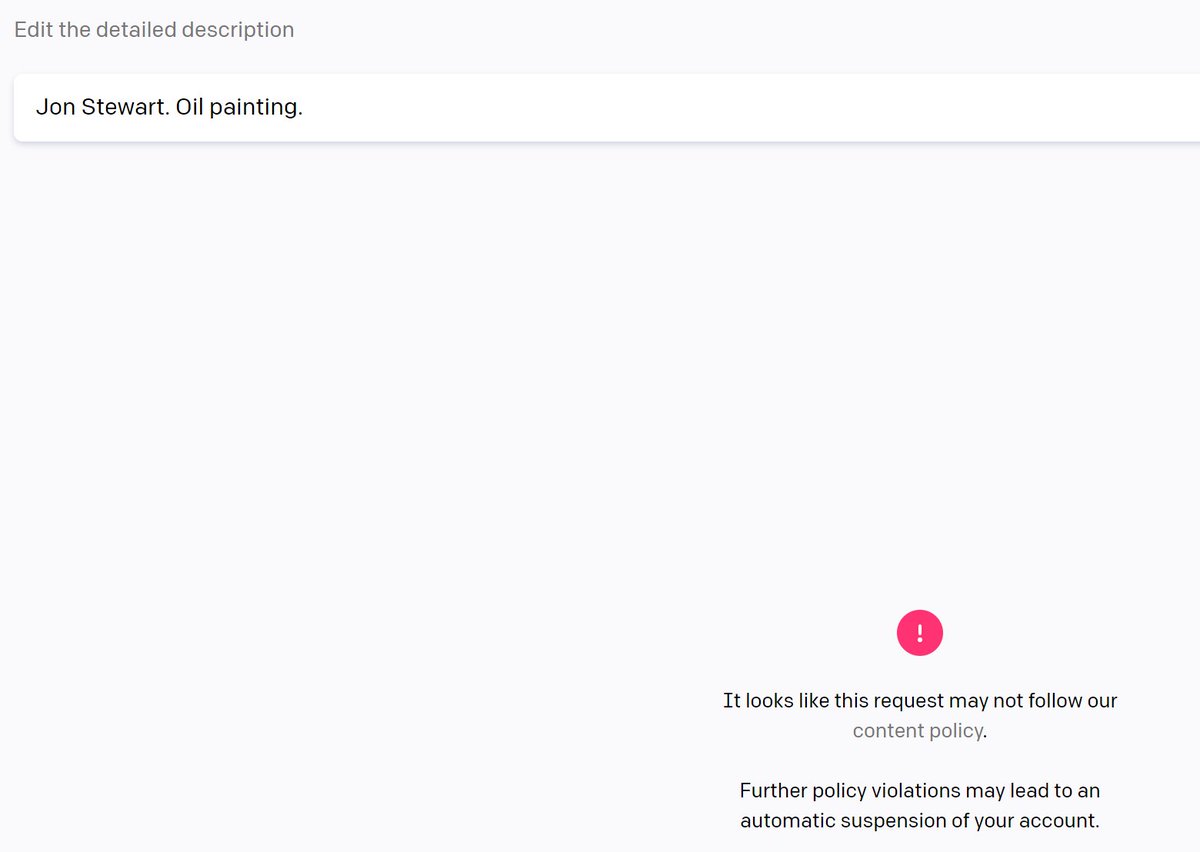 Edit the detailed description
Jon Stewart. Oil painting.
!
It looks like this request may not follow our
content policy.
Further policy violations may lead to an
automatic suspension of your account.